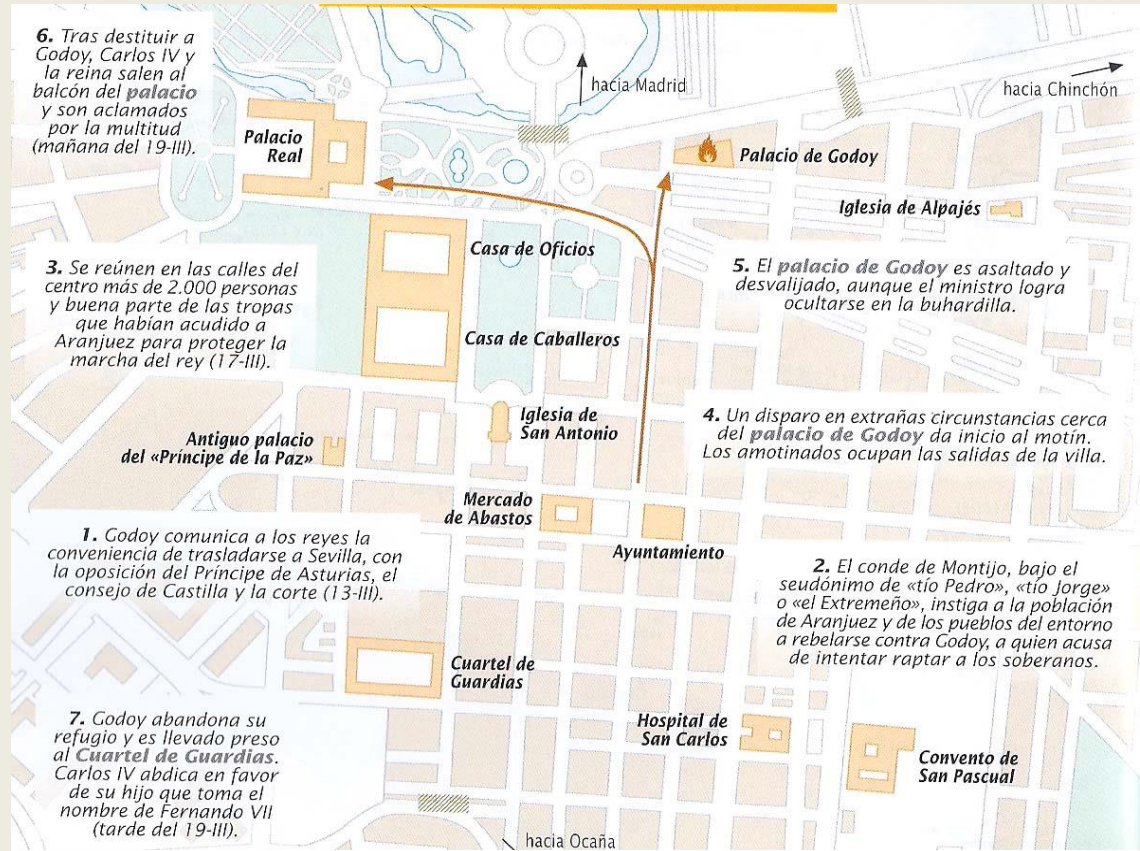 6. Tras destituir a
Godoy, Carlos IV y
la reina salen al
balcón del palacio
y son aclamados
por la multitud
(mañana del 19-III).
hacia Madrid
hacia Chinchón
Palacio
Real
Palacio de Godoy
Iglesia de Alpajés
Casa de Oficios
3. Se reúnen en las calles del
centro más de 2.000 personas
y buena parte de las tropas
que habían acudido a
Aranjuez para proteger la
marcha del rey (17-III).
5. El palacio de Godoy es asaltado y
desvalijado, aunque el ministro logra
ocultarse en la buhardilla.
Casa de Caballeros
Iglesia de
San Antonio
4. Un disparo en extrañas circunstancias cerca
del palacio de Godoy da inicio al motín.
Los amotinados ocupan las salidas de la villa.
Antiguo palacio
del «Príncipe de la Paz»
Mercado
de Abastos
Ayuntamiento
1. Godoy comunica a los reyes la
conveniencia de trasladarse a Sevilla, con
la oposición del Príncipe de Asturias, el
consejo de Castilla y la corte (13-III).
2. El conde de Montijo, bajo el
seudónimo de «tío Pedro», «tío Jorge»
o «el Extremeño», instiga a la población
de Aranjuez y de los pueblos del entorno
a rebelarse contra Godoy, a quien acusa
de intentar raptar a los soberanos.
Cuartel de
Guardias
Hospital de
San Carlos
Convento de
San Pascual
7. Godoy abandona su
refugio y es llevado preso
al Cuartel de Guardias.
Carlos IV abdica en favor
de su hijo que toma el
nombre de Fernando VII
(tarde del 19-III).
hacia Ocaña